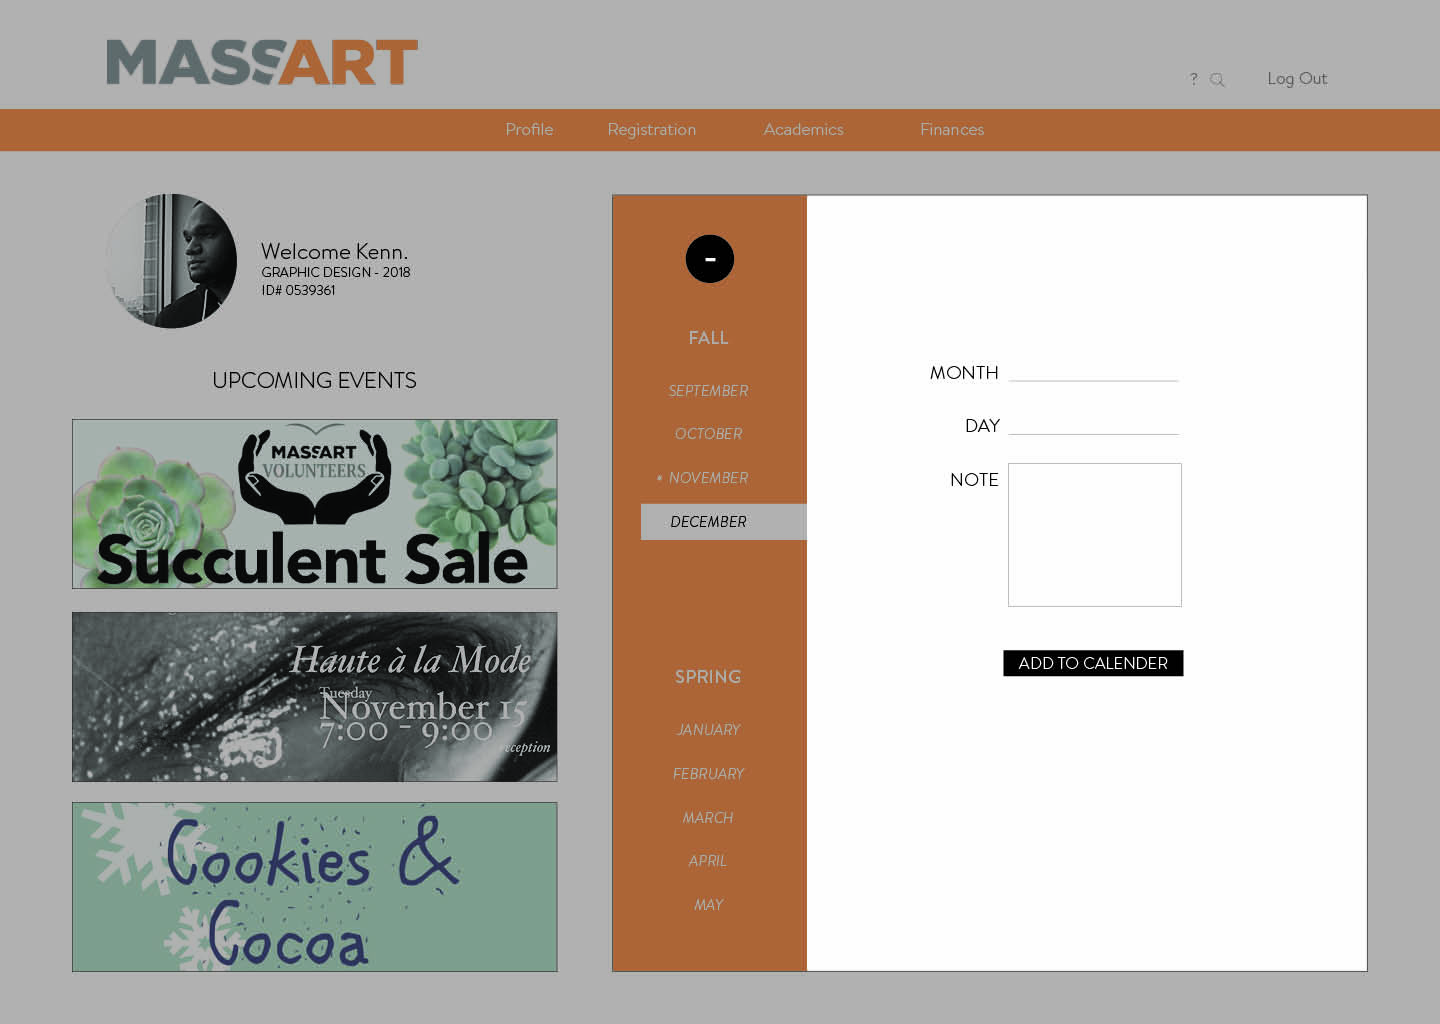 MASSART
? Log Out
Profile Registration Academics Finances
Welcome Kenn.
GRAPHIC DESIGN - 2018
ID# 0539361
UPCOMING EVENTS
MASSART
VOLUNTEERS
Succulent Sale
Haute à la Mode
Tuesday
November 15
7:00 - 9:00
reception
Cookies &
Cocoa
-
FALL
SEPTEMBER
OCTOBER
* NOVEMBER
DECEMBER
SPRING
JANUARY
FEBRUARY
MARCH
APRIL
MAY
MONTH
DAY
NOTE
ADD TO CALENDER